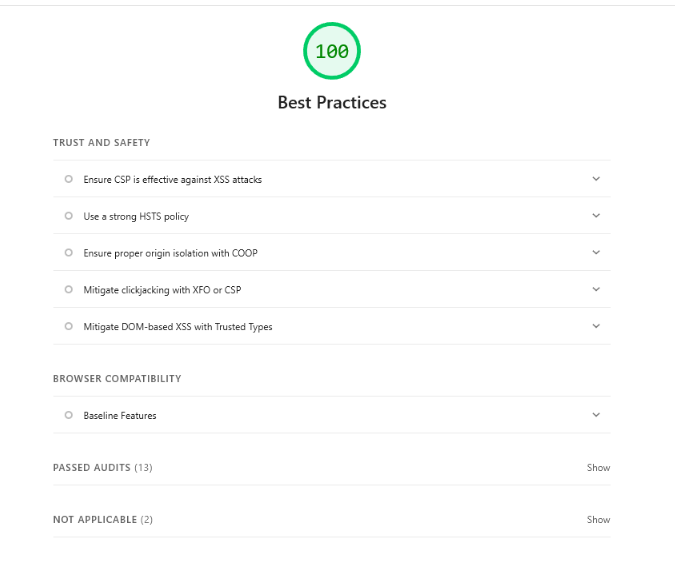 100
Best Practices
TRUST AND SAFETY
Ensure CSP is effective against XSS attacks
Use a strong HSTS policy
Ensure proper origin isolation with COOP
Mitigate clickjacking with XFO or CSP
Mitigate DOM-based XSS with Trusted Types
BROWSER COMPATIBILITY
Baseline Features
PASSED AUDITS (13) Show
NOT APPLICABLE (2) Show